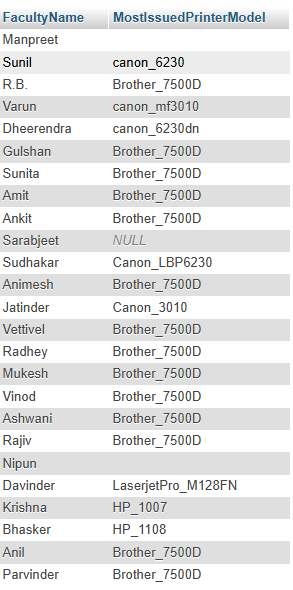 FacultyName MostIssuedPrinterModel
Manpreet
Sunil canon_6230
R.B. Brother_7500D
Varun canon_mf3010
Dheerendra canon_6230dn
Gulshan Brother_7500D
Sunita Brother_7500D
Amit Brother_7500D
Ankit Brother_7500D
Sarabjeet NULL
Sudhakar Canon_LBP6230
Animesh Brother_7500D
Jatinder Canon_3010
Vettivel Brother_7500D
Radhey Brother_7500D
Mukesh Brother_7500D
Vinod Brother_7500D
Ashwani Brother_7500D
Rajiv Brother_7500D
Nipun
Davinder LaserjetPro_M128FN
Krishna HP_1007
Bhasker HP_1108
Anil Brother_7500D
Parvinder Brother_7500D